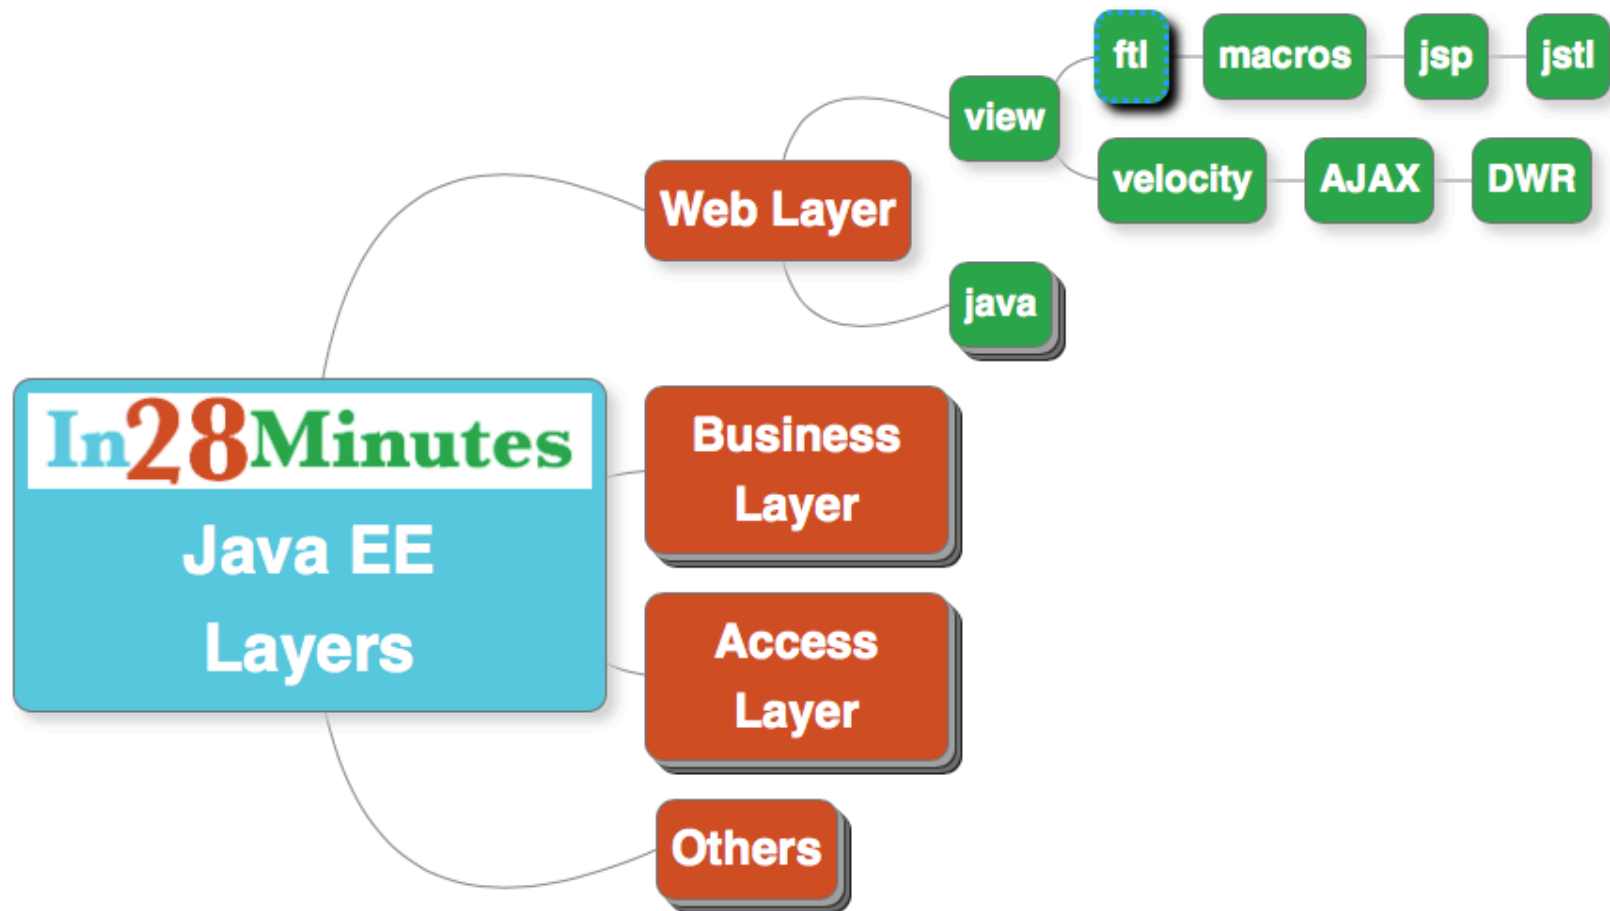 In28Minutes
Java EE
Layers
Web Layer
view
ftl
macros
jsp
jstl
velocity
AJAX
DWR
java
Business
Layer
Access
Layer
Others